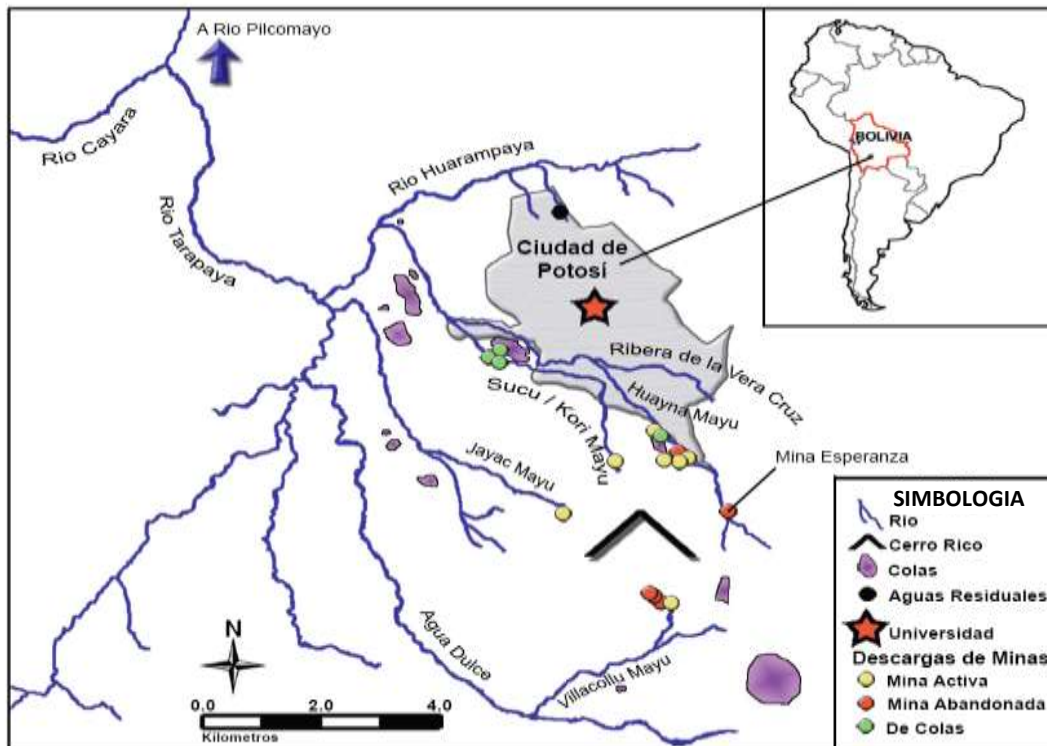 A Rio Pilcomayo
Rio Cayara
Rio Huarampaya
Rio Tarapaya
BOLIVIA
Ciudad de
Potosí
Ribera de la Vera Cruz
Huayna Mayu
Sucu / Kori Mayu
Jayac Mayu
Mina Esperanza
Agua Dulce
Villacollu Mayu
N
0.0 2.0 4.0
Kilometros
SIMBOLOGIA
Rio
Cerro Rico
Colas
Aguas Residuales
Universidad
Descargas de Minas
Mina Activa
Mina Abandonada
De Colas